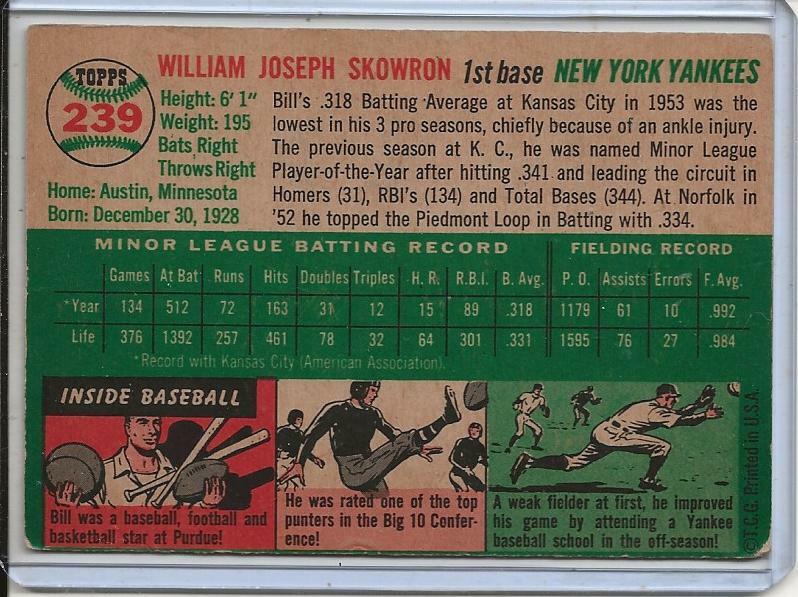 TOPPS
239
WILLIAM JOSEPH SKOWRON 1st base NEW YORK YANKEES
Height: 6' 1"
Weight: 195
Bats Right
Throws Right
Home: Austin, Minnesota
Born: December 30, 1928
Bill's .318 Batting Average at Kansas City in 1953 was the
lowest in his 3 pro seasons, chiefly because of an ankle injury.
The previous season at K. C., he was named Minor League
Player-of-the-Year after hitting .341 and leading the circuit in
Homers (31), RBI's (134) and Total Bases (344). At Norfolk in
'52 he topped the Piedmont Loop in Batting with .334.
MINOR LEAGUE BATTING RECORD FIELDING RECORD
Games At Bat Runs Hits Doubles Triples H. R. R.B.I. B. Avg. P. O. Assists Errors F. Avg.
*Year 134 512 72 163 31 12 15 89 .318 1179 61 10 .992
Life 376 1392 257 461 78 32 64 301 .331 1595 76 27 .984
*Record with Kansas City (American Association).
INSIDE BASEBALL
Bill was a baseball, football and
basketball star at Purdue!
He was rated one of the top
punters in the Big 10 Confer-
ence!
A weak fielder at first, he improved
his game by attending a Yankee
baseball school in the off-season!
©T.C.G. Printed in U.S.A.